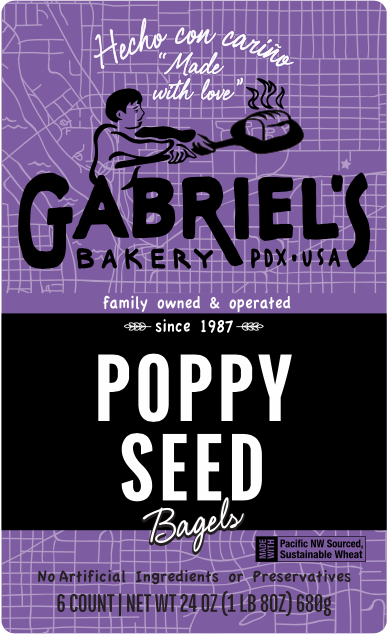 Hecho con cariño
"Made
with love"
GABRIEL'S
BAKERY PDX•USA
family owned & operated
since 1987
POPPY
SEED
Bagels
MADE WITH
Pacific NW Sourced,
Sustainable Wheat
No Artificial Ingredients or Preservatives
6 COUNT | NET WT 24 OZ (1 LB 8OZ) 680g